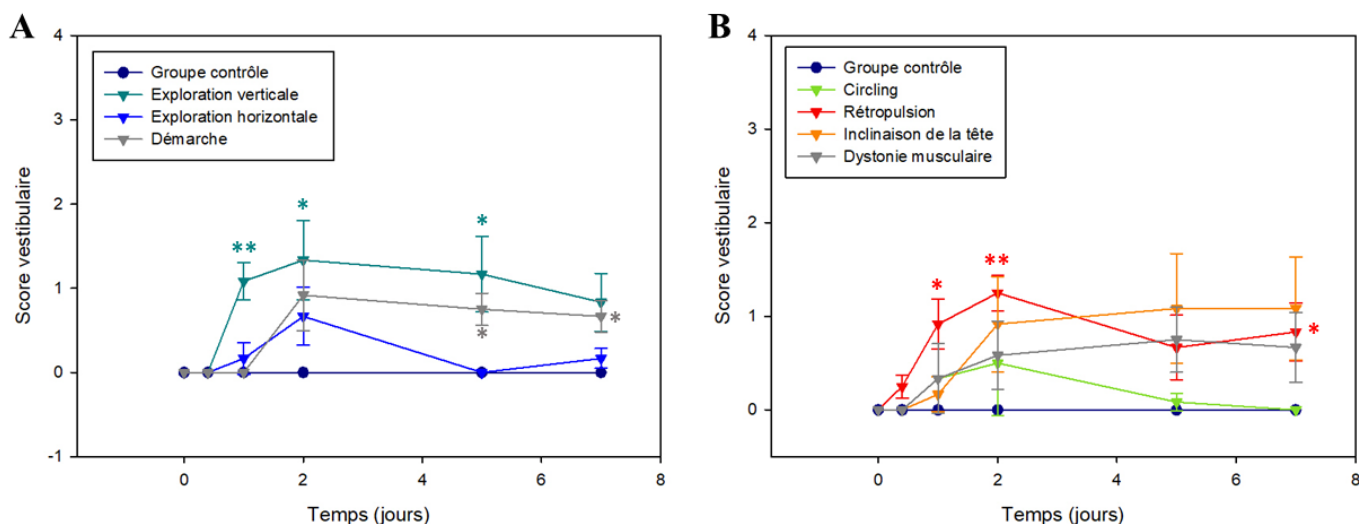 A
4
3
2
1
0
-1
Score vestibulaire
Groupe contrôle
Exploration verticale
Exploration horizontale
Démarche
**
*
*
*
*
0
2
4
6
8
Temps (jours)
B
4
3
2
1
0
Score vestibulaire
Groupe contrôle
Circling
Rétropulsion
Inclinaison de la tête
Dystonie musculaire
*
**
*
0
2
4
6
8
Temps (jours)